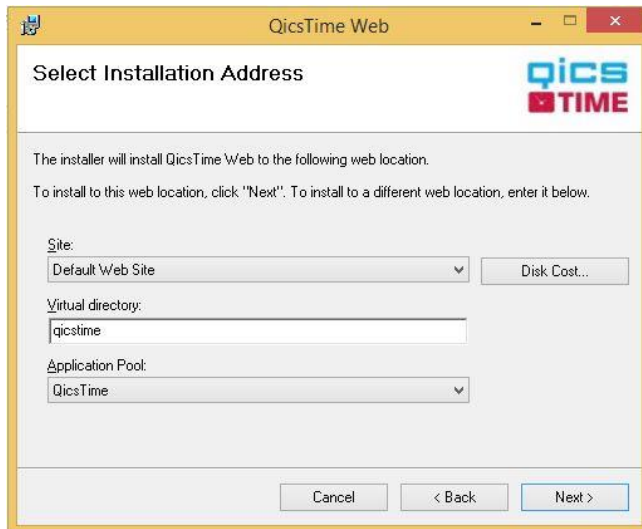 QicsTime Web
Select Installation Address
Qics
TIME
The installer will install QicsTime Web to the following web location.
To install to this web location, click "Next". To install to a different web location, enter it below.
Site:
Default Web Site
Disk Cost...
Virtual directory:
qicstime
Application Pool:
QicsTime
Cancel
< Back
Next >